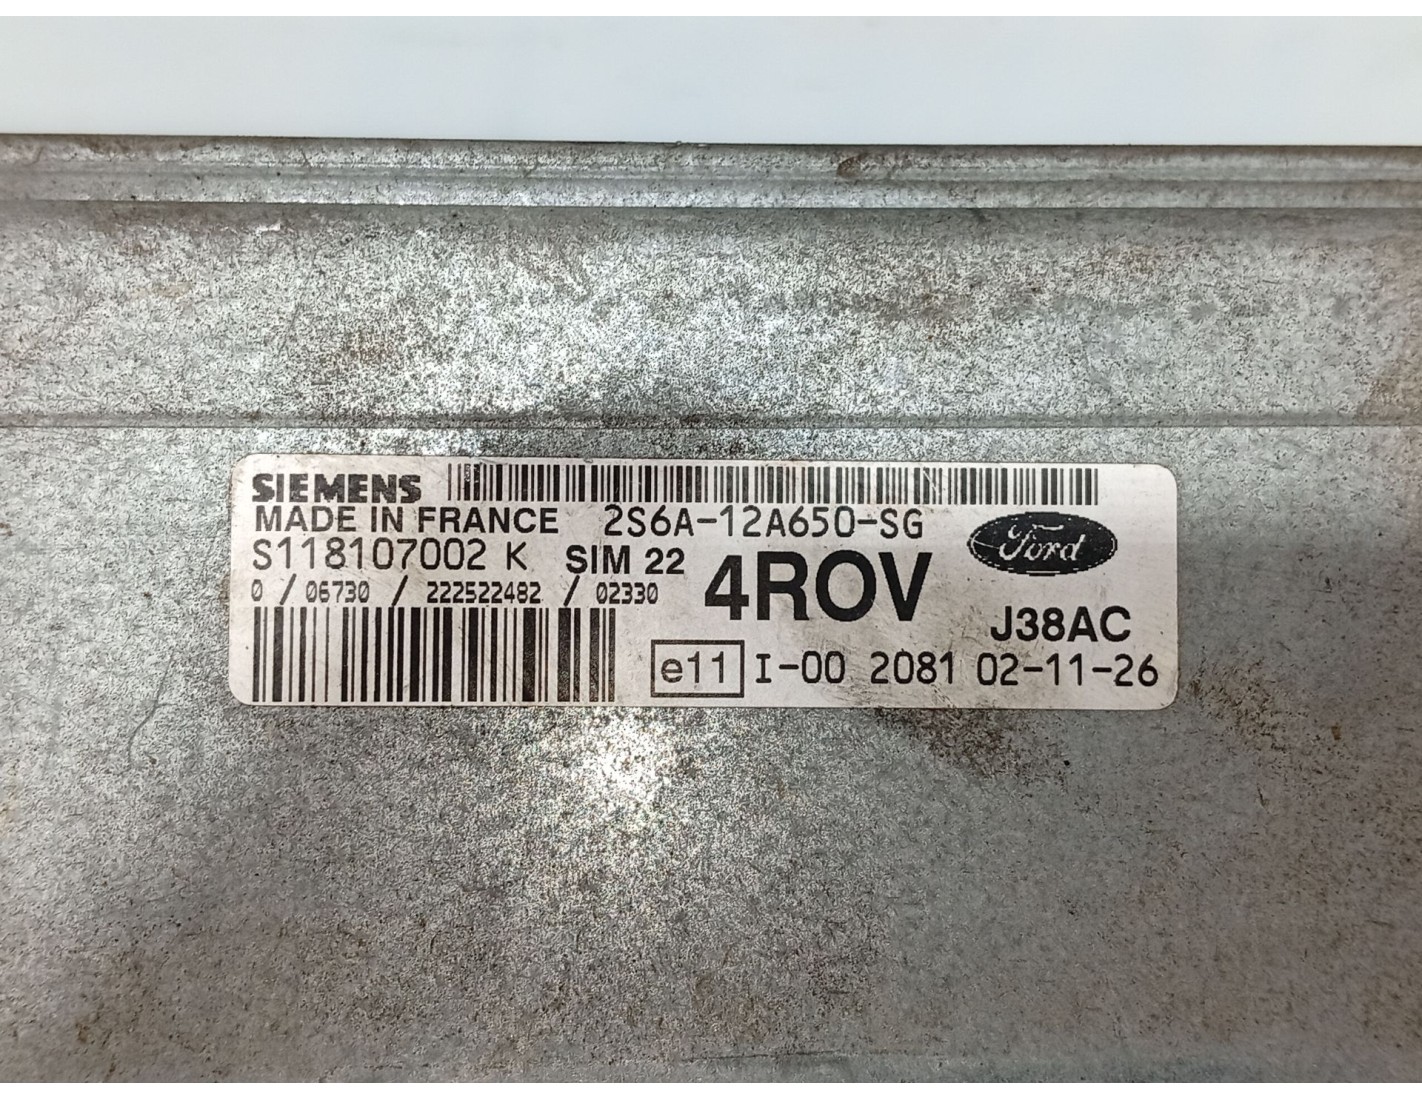 SIEMENS
MADE IN FRANCE 2S6A-12A650-SG
Ford
S118107002 K SIM 22
4ROV
0 / 06730 / 222522482 / 02330
J38AC
e11 I-00 2081 02-11-26